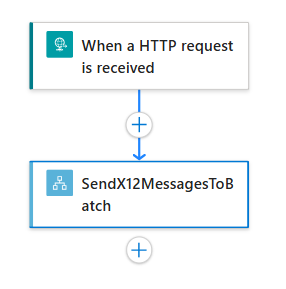 When a HTTP request
is received
SendX12MessagesToB
atch